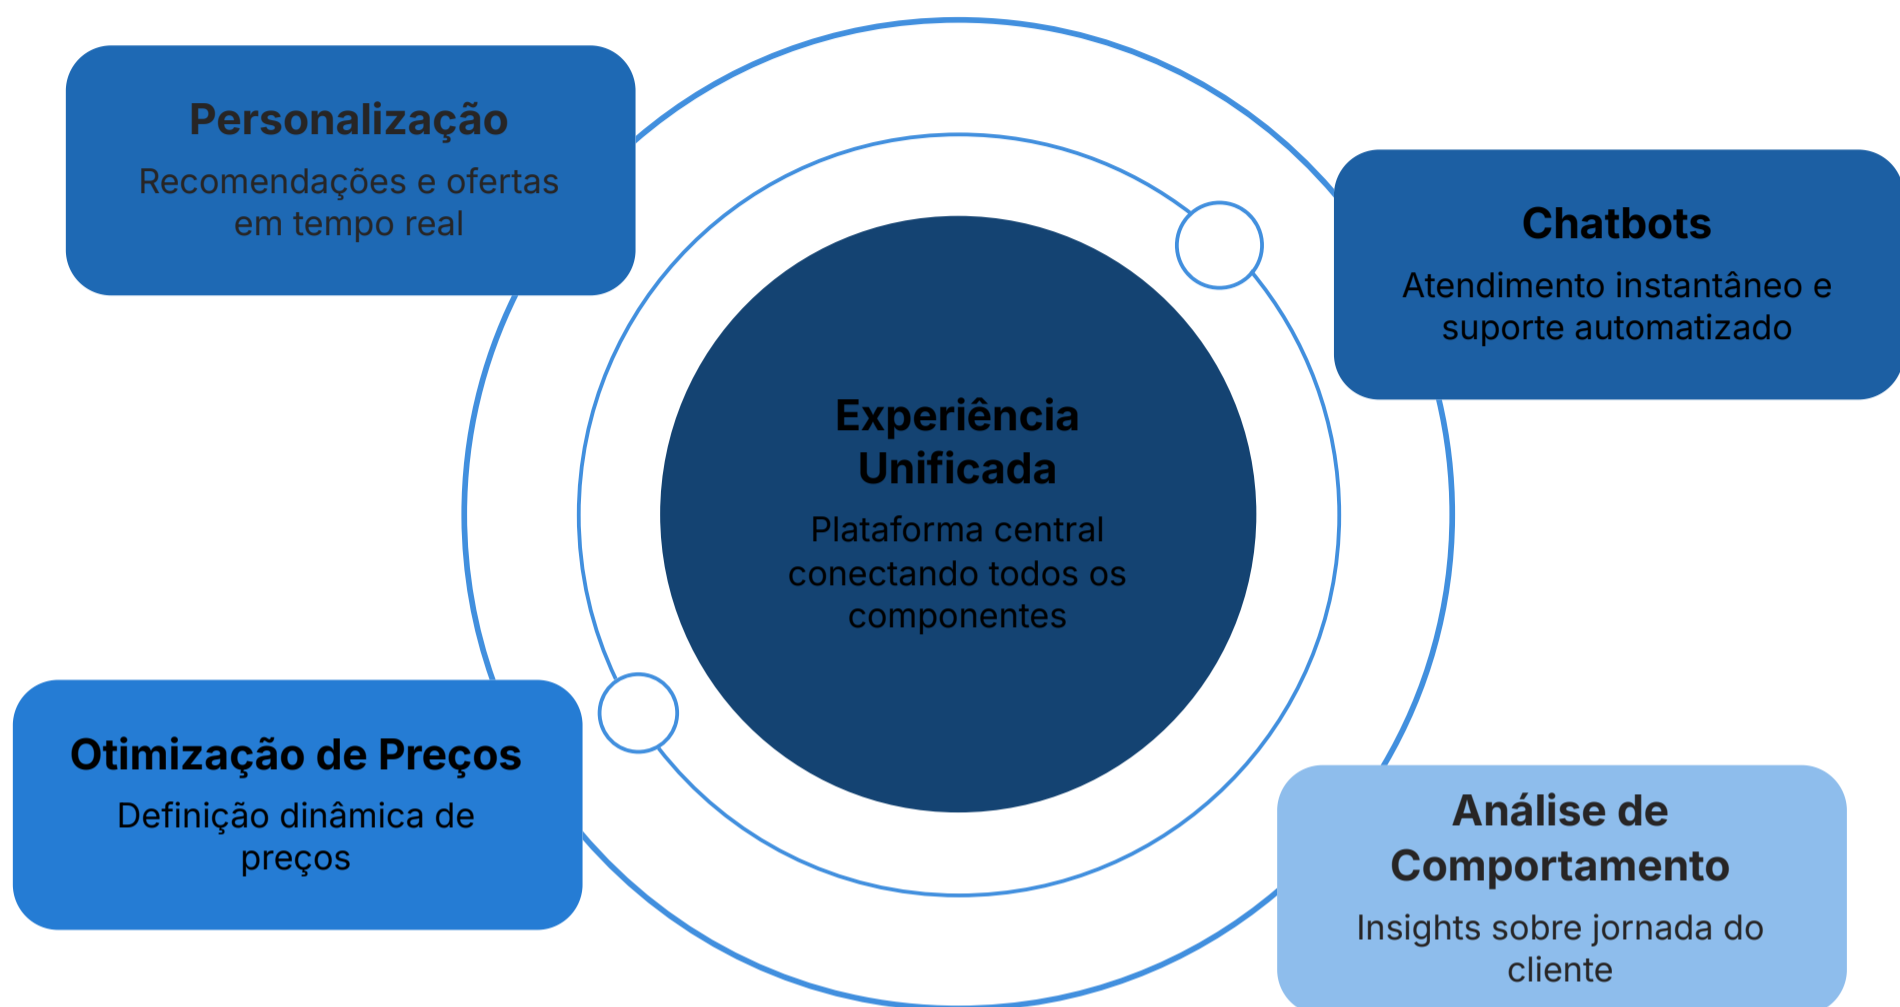 Personalização
Recomendações e ofertas
em tempo real
Chatbots
Atendimento instantâneo e
suporte automatizado
Experiência
Unificada
Plataforma central
conectando todos os
componentes
Otimização de Preços
Definição dinâmica de
preços
Análise de
Comportamento
Insights sobre jornada do
cliente